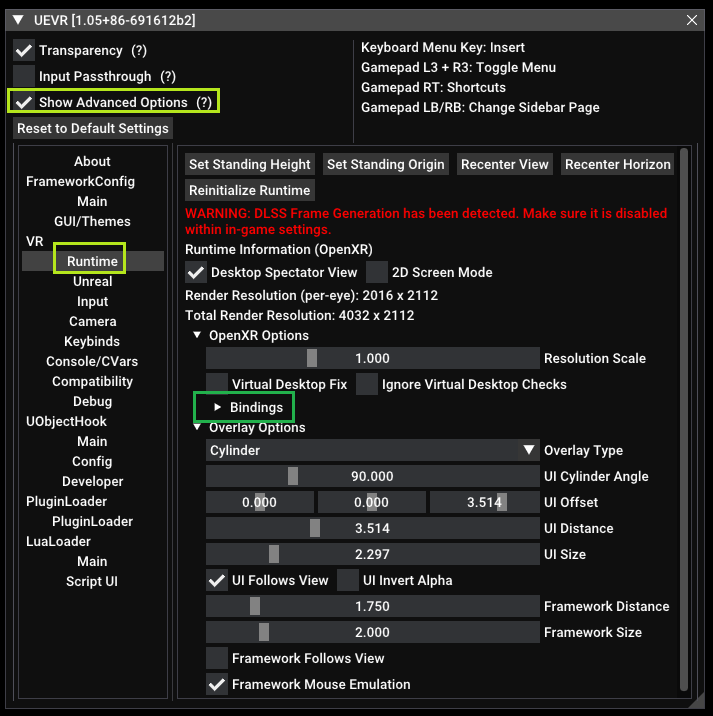 UEVR [1.05+86-691612b2]
Transparency (?)
Input Passthrough (?)
Show Advanced Options (?)
Reset to Default Settings
Keyboard Menu Key: Insert
Gamepad L3 + R3: Toggle Menu
Gamepad RT: Shortcuts
Gamepad LB/RB: Change Sidebar Page
About
FrameworkConfig
Main
GUI/Themes
VR
Runtime
Unreal
Input
Camera
Keybinds
Console/CVars
Compatibility
Debug
UObjectHook
Main
Config
Developer
PluginLoader
PluginLoader
LuaLoader
Main
Script UI
Set Standing Height Set Standing Origin Recenter View Recenter Horizon
Reinitialize Runtime
WARNING: DLSS Frame Generation has been detected. Make sure it is disabled
within in-game settings.
Runtime Information (OpenXR)
Desktop Spectator View 2D Screen Mode
Render Resolution (per-eye): 2016 x 2112
Total Render Resolution: 4032 x 2112
OpenXR Options
1.000 Resolution Scale
Virtual Desktop Fix Ignore Virtual Desktop Checks
Bindings
Overlay Options
Cylinder Overlay Type
90.000 UI Cylinder Angle
0.000 0.000 3.514 UI Offset
3.514 UI Distance
2.297 UI Size
UI Follows View UI Invert Alpha
1.750 Framework Distance
2.000 Framework Size
Framework Follows View
Framework Mouse Emulation